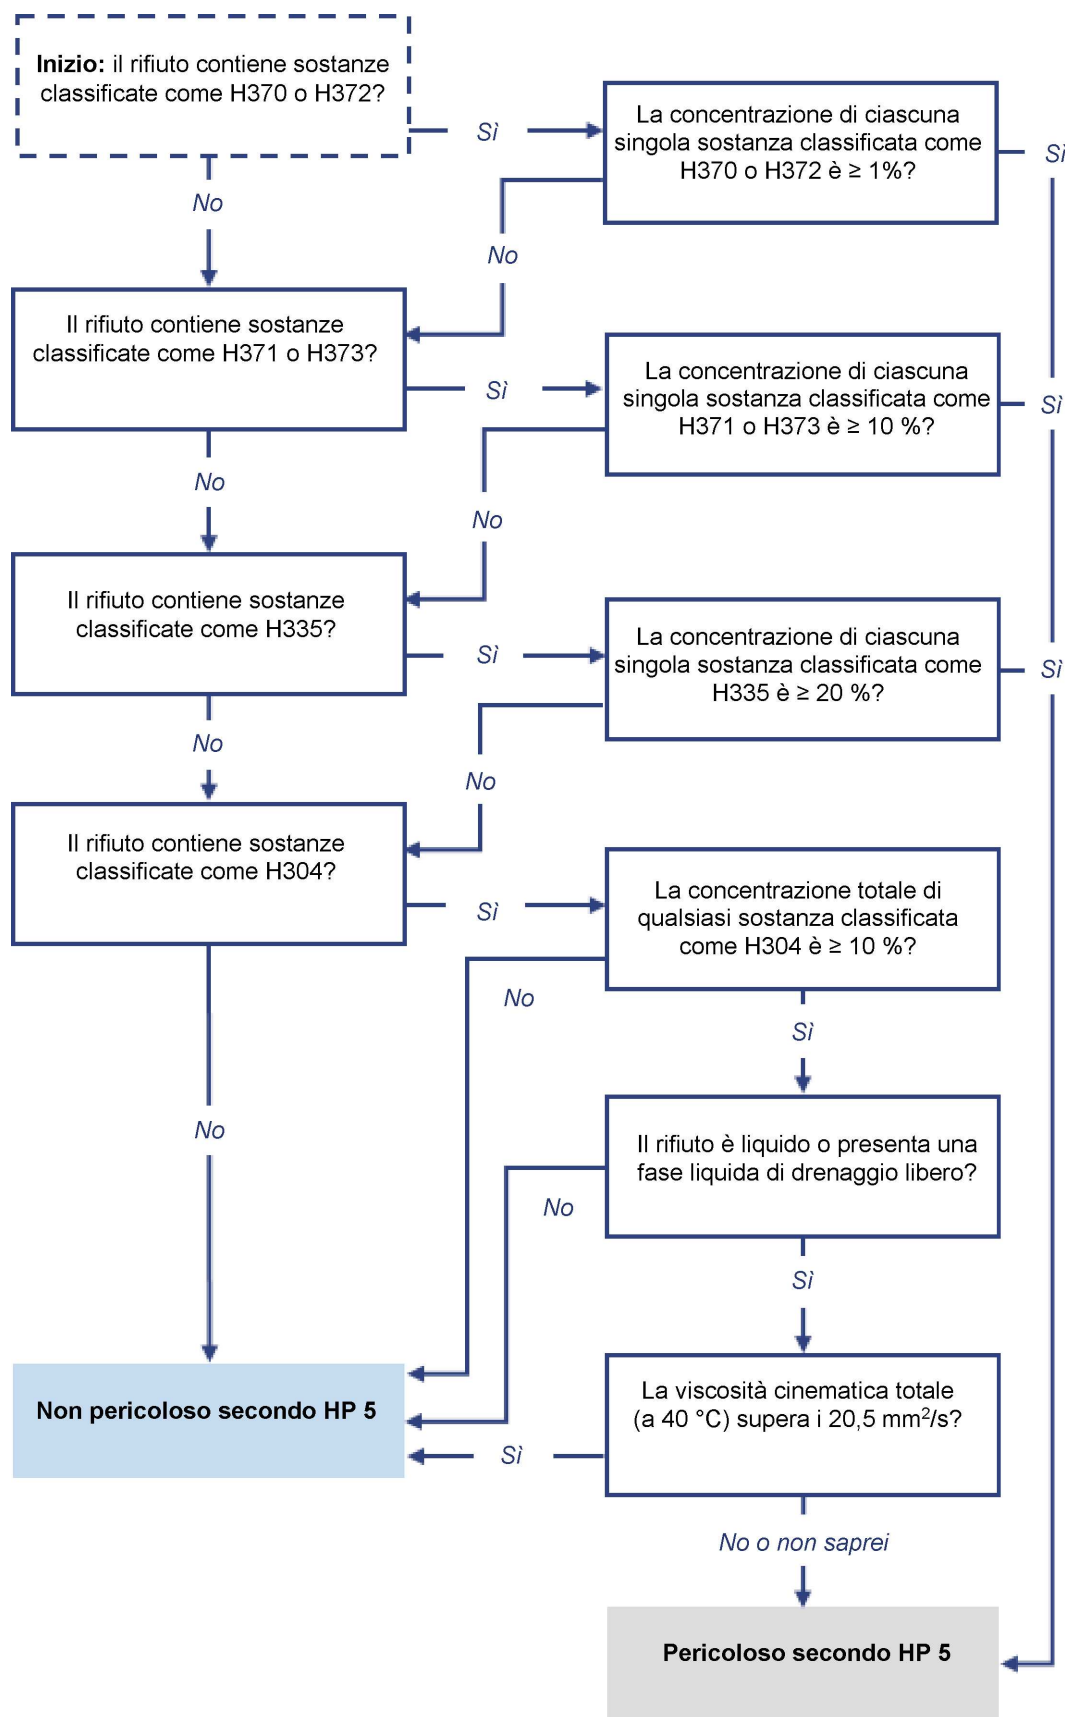 Inizio: il rifiuto contiene sostanze
classificate come H370 o H372?
Sì
La concentrazione di ciascuna
singola sostanza classificata come
H370 o H372 è ≥ 1%?
Sì
No
No
Il rifiuto contiene sostanze
classificate come H371 o H373?
Sì
La concentrazione di ciascuna
singola sostanza classificata come
H371 o H373 è ≥ 10 %?
Sì
No
No
Il rifiuto contiene sostanze
classificate come H335?
Sì
La concentrazione di ciascuna
singola sostanza classificata come
H335 è ≥ 20 %?
Sì
No
No
Il rifiuto contiene sostanze
classificate come H304?
Sì
La concentrazione totale di
qualsiasi sostanza classificata
come H304 è ≥ 10 %?
No
Sì
No
Il rifiuto è liquido o presenta una
fase liquida di drenaggio libero?
No
Sì
La viscosità cinematica totale
(a 40 °C) supera i 20,5 mm²/s?
Non pericoloso secondo HP 5
Sì
No o non saprei
Pericoloso secondo HP 5